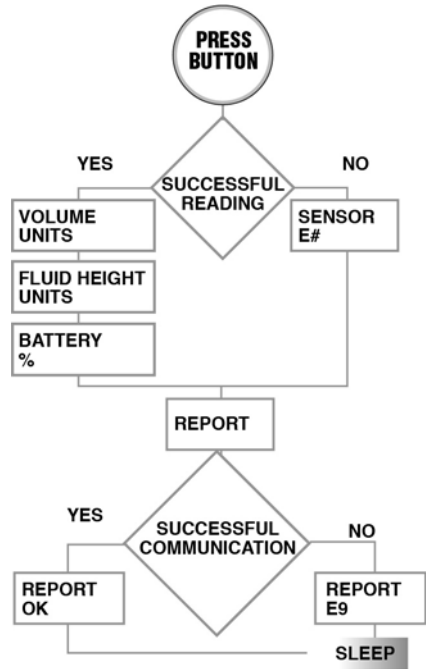 PRESS
BUTTON
YES
NO
SUCCESSFUL
READING
VOLUME
UNITS
SENSOR
E#
FLUID HEIGHT
UNITS
BATTERY
%
REPORT
YES
NO
SUCCESSFUL
COMMUNICATION
REPORT
OK
REPORT
E9
SLEEP